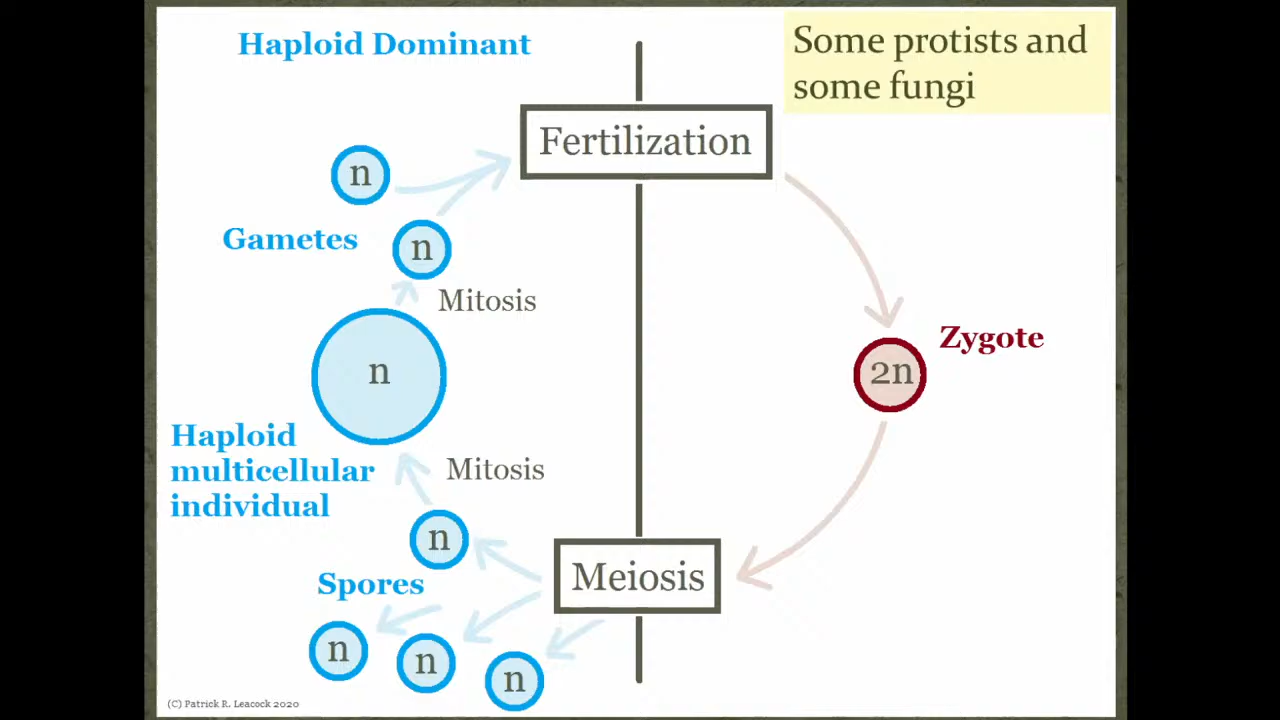 Haploid Dominant
Some protists and
some fungi
Fertilization
n
Gametes
n
Mitosis
n
Zygote
2n
Haploid
multicellular
individual
Mitosis
n
Meiosis
Spores
n
n
n
(C) Patrick R. Leacock 2020